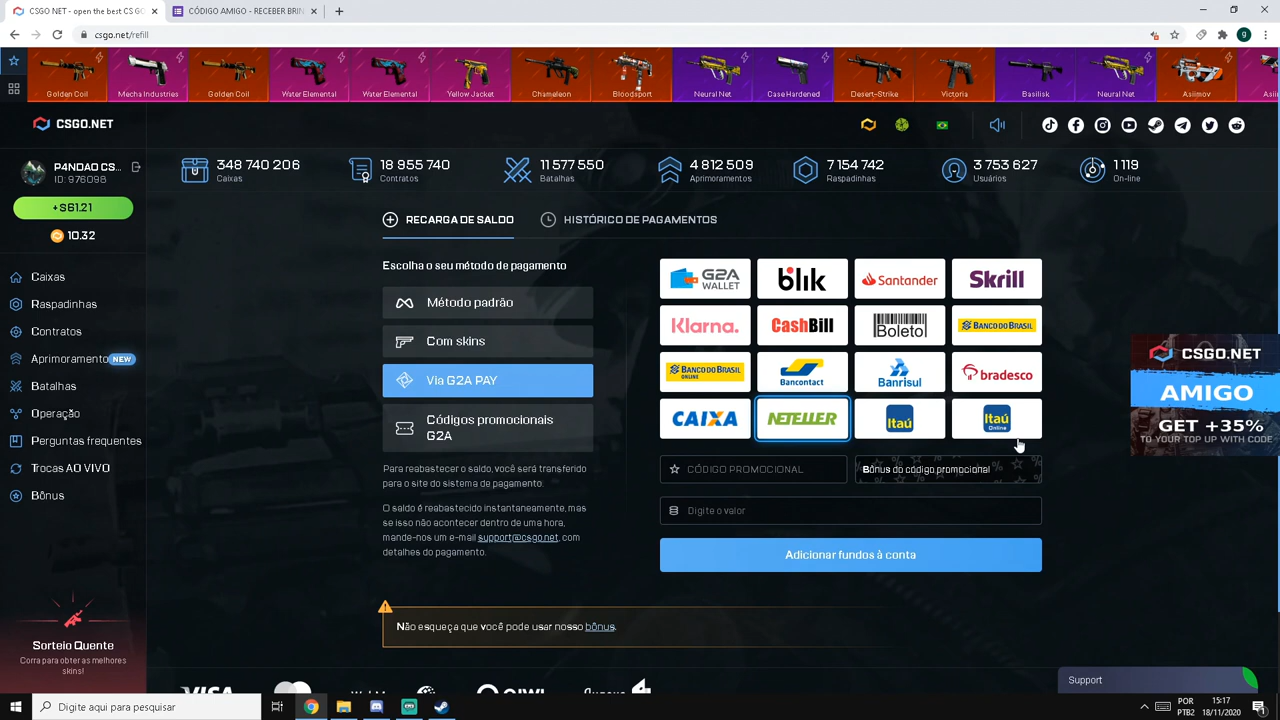 CSGO NET - open the best CS GO
CÓDIGO AMIGO - RECEBER BRIN
csgo.net/refill
g
Golden Coil
Mecha Industries
Golden Coil
Water Elemental
Water Elemental
Yellow Jacket
Chameleon
Bloodsport
Neural Net
Case Hardened
Desert-Strike
Victoria
Basilisk
Neural Net
Asiimov
CSGO.NET
P4NDAO CS...
ID: 976098
+$61.21
10.32
348 740 206
Caixas
18 955 740
Contratos
11 577 550
Batalhas
4 812 509
Aprimoramentos
7 154 742
Raspadinhas
3 753 627
Usuários
1 119
On-line
Caixas
Raspadinhas
Contratos
Aprimoramento NEW
Batalhas
Operação
Perguntas frequentes
Trocas AO VIVO
Bônus
Sorteio Quente
Corra para obter as melhores
skins!
RECARGA DE SALDO
HISTÓRICO DE PAGAMENTOS
Escolha o seu método de pagamento
Método padrão
Com skins
Via G2A PAY
Códigos promocionais
G2A
Para reabastecer o saldo, você será transferido
para o site do sistema de pagamento.
O saldo é reabastecido instantaneamente, mas
se isso não acontecer dentro de uma hora,
mande-nos um e-mail support@csgo.net, com
detalhes do pagamento.
G2A WALLET
blik
Santander
Skrill
Klarna.
CashBill
Boleto
BANCO DO BRASIL
BANCO DO BRASIL ONLINE
Bancontact
Banrisul
bradesco
CAIXA
NETELLER
Itaú
Itaú Online
CÓDIGO PROMOCIONAL
Bônus do código promocional
Digite o valor
Adicionar fundos à conta
Não esqueça que você pode usar nosso bônus.
CSGO.NET
AMIGO
GET +35%
TO YOUR TOP UP WITH CODE
VISA
QIWI
Support
Digite aqui para pesquisar
POR
PTB2
15:17
18/11/2020
1